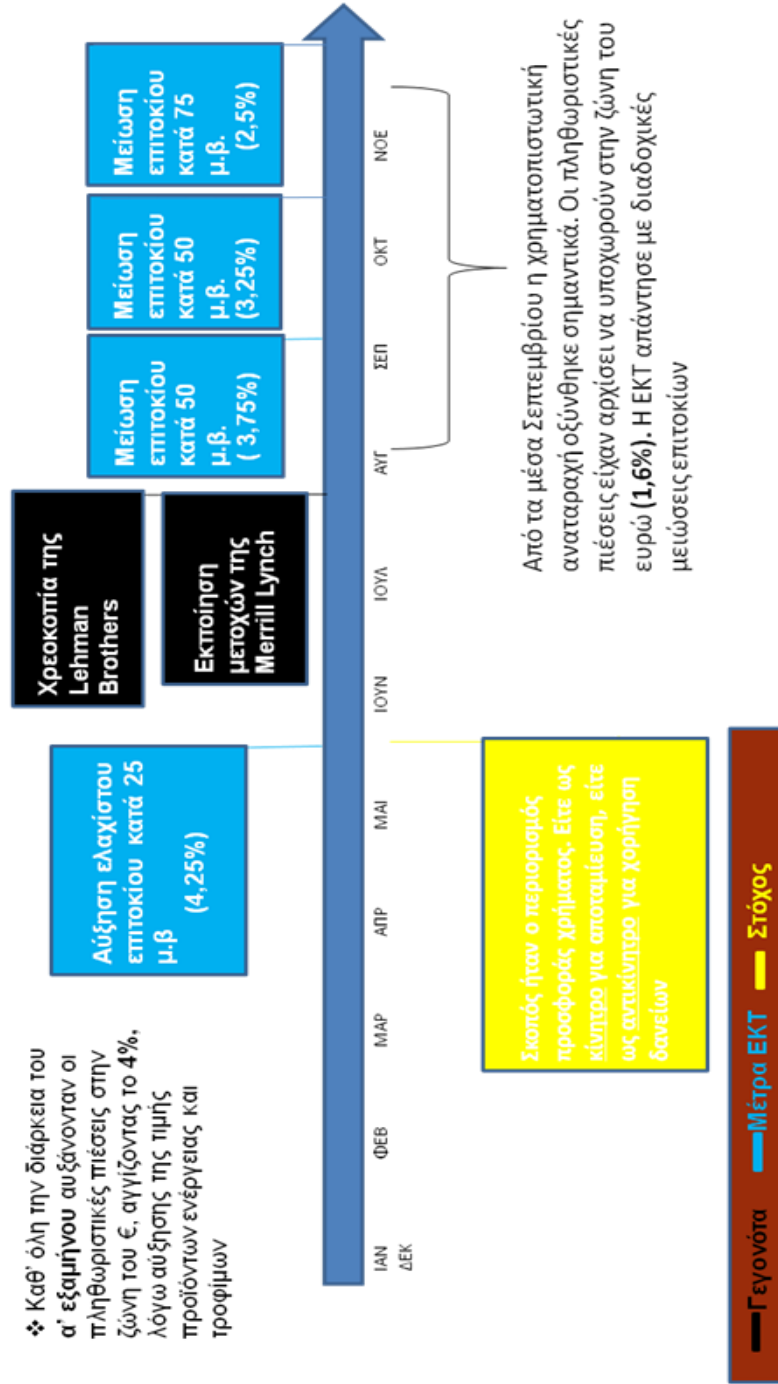 ❖ Καθ' όλη την διάρκεια του
α' εξαμήνου αυξάνονταν οι
πληθωριστικές πιέσεις στην
ζώνη του €, αγγίζοντας το 4%,
λόγω αύξησης της τιμής
προϊόντων ενέργειας και
τροφίμων
Αύξηση ελαχίστου
επιτοκίου κατά 25
μ.β
(4,25%)
Χρεοκοπία της
Lehman
Brothers
Εκποίηση
μετοχών της
Merrill Lynch
Μείωση
επιτοκίου
κατά 50
μ.β.
( 3,75%)
Μείωση
επιτοκίου
κατά 50
μ.β.
(3,25%)
Μείωση
επιτοκίου
κατά 75
μ.β.
(2,5%)
ΙΑΝ ΦΕΒ ΜΑΡ ΑΠΡ ΜΑΙ ΙΟΥΝ ΙΟΥΛ ΑΥΓ ΣΕΠ ΟΚΤ ΝΟΕ
ΔΕΚ
Σκοπός ήταν ο περιορισμός
προσφοράς χρήματος. Είτε ως
κίνητρο για αποταμίευση, είτε
ως αντικίνητρο για χορήγηση
δανείων
Από τα μέσα Σεπτεμβρίου η χρηματοπιστωτική
αναταραχή οξύνθηκε σημαντικά. Οι πληθωριστικές
πιέσεις είχαν αρχίσει να υποχωρούν στην ζώνη του
ευρώ (1,6%). Η ΕΚΤ απάντησε με διαδοχικές
μειώσεις επιτοκίων
Γεγονότα Μέτρα ΕΚΤ Στόχος